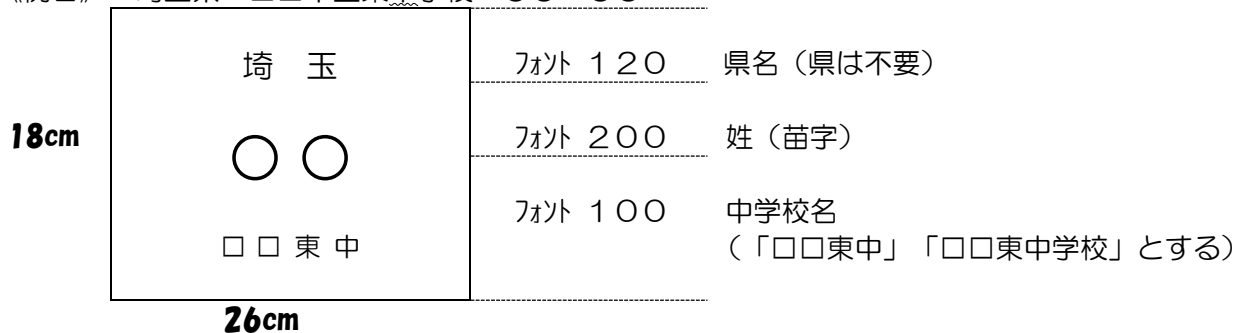 埼 玉 ﾌｫﾝﾄ 120 県名（県は不要）
18cm ○○ ﾌｫﾝﾄ 200 姓（苗字）
ﾌｫﾝﾄ 100 中学校名
□□東中 （「□□東中」「□□東中学校」とする）
26cm